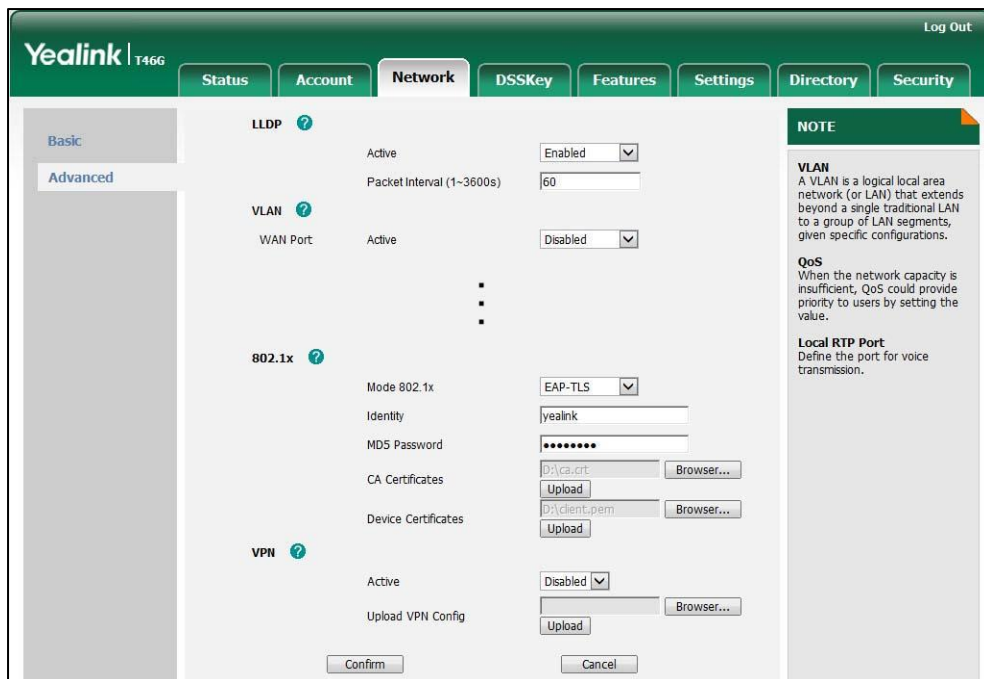 Log Out
Yealink | T46G
Status Account Network DSSKey Features Settings Directory Security
Basic
Advanced
LLDP ?
Active Enabled
Packet Interval (1~3600s) 60
VLAN ?
WAN Port Active Disabled
802.1x ?
Mode 802.1x EAP-TLS
Identity yealink
MD5 Password ●●●●●●●●
CA Certificates D:\ca.crt Browser...
Upload
Device Certificates D:\client.pem Browser...
Upload
VPN ?
Active Disabled
Upload VPN Config Browser...
Upload
Confirm Cancel
NOTE
VLAN
A VLAN is a logical local area
network (or LAN) that extends
beyond a single traditional LAN
to a group of LAN segments,
given specific configurations.
QoS
When the network capacity is
insufficient, QoS could provide
priority to users by setting the
value.
Local RTP Port
Define the port for voice
transmission.